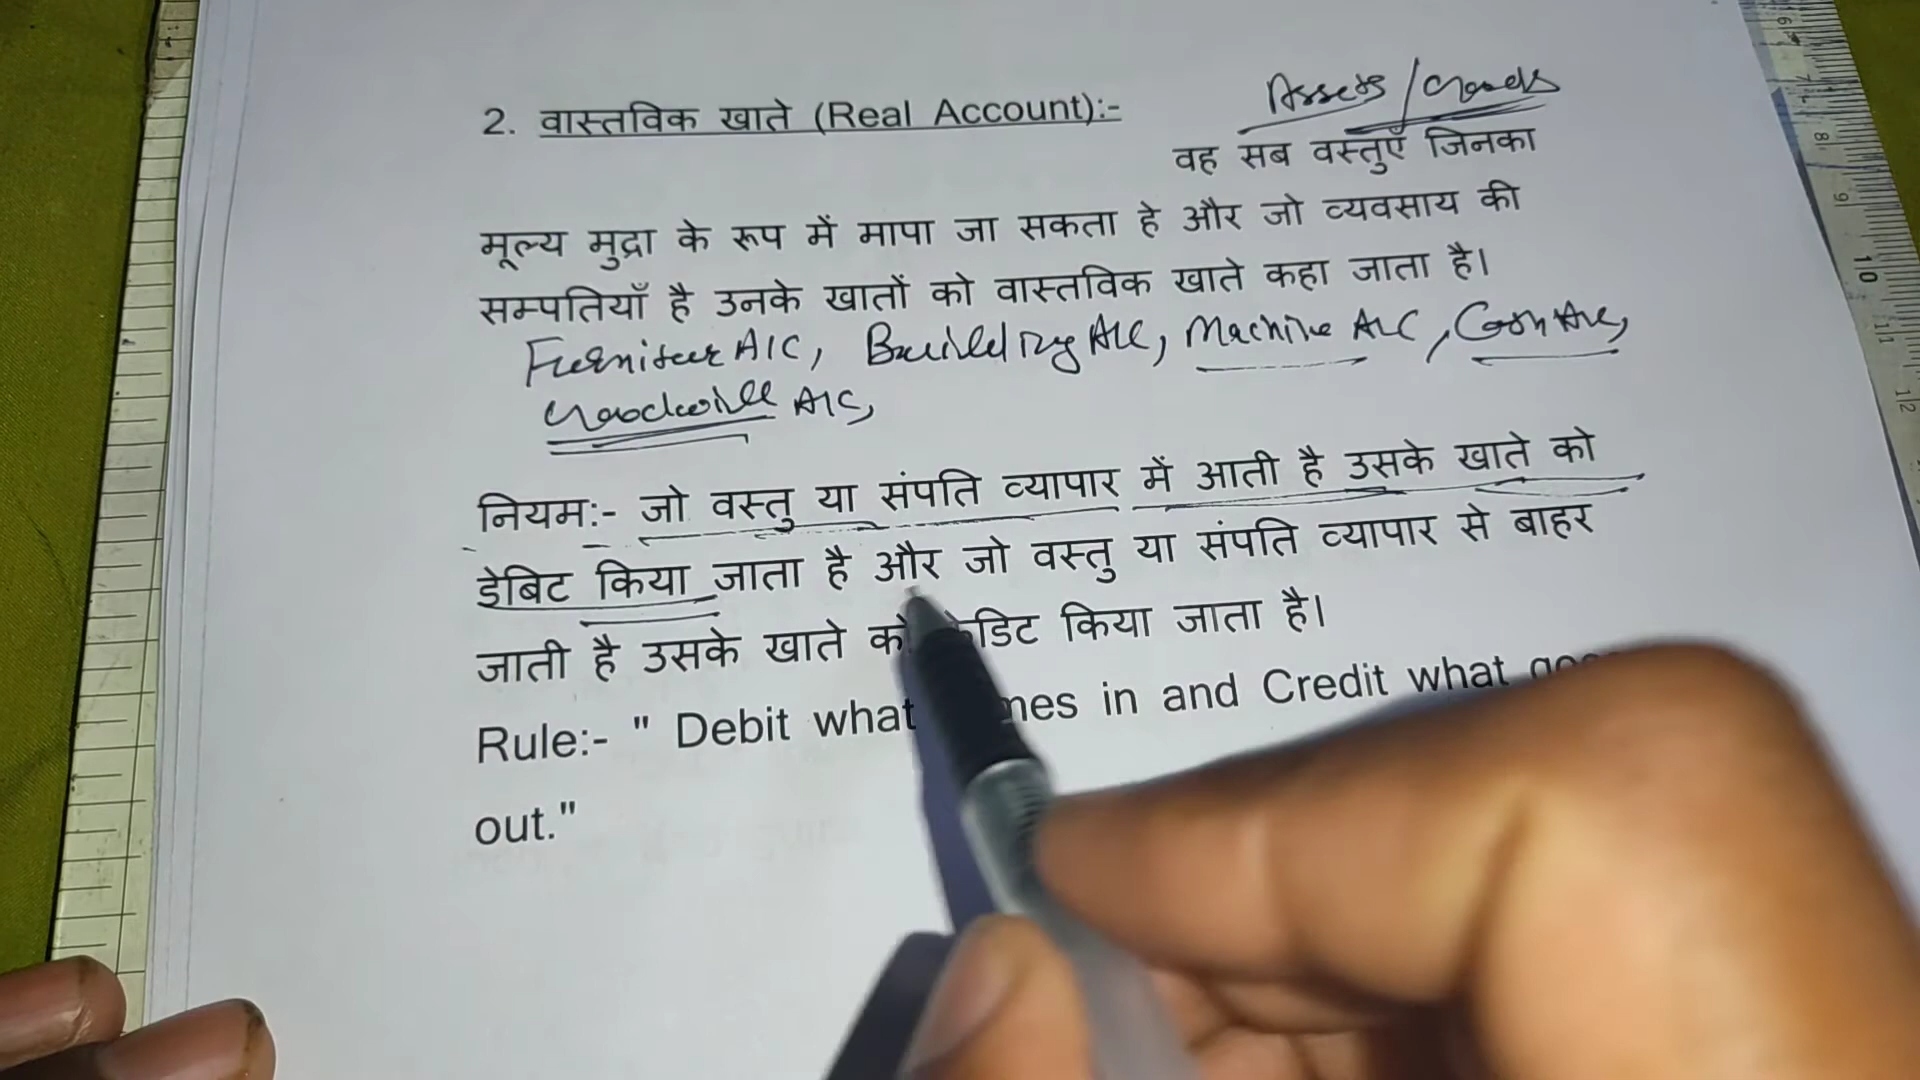 Assets/Goods
2. वास्तविक खाते (Real Account):-
वह सब वस्तुएँ जिनका
मूल्य मुद्रा के रूप में मापा जा सकता हे और जो व्यवसाय की
सम्पतियाँ है उनके खातों को वास्तविक खाते कहा जाता है।
Furniteur A/C, Building A/C, Machine A/C,
Goodwill A/C,
नियम:- जो वस्तु या संपति व्यापार में आती है उसके खाते को
डेबिट किया जाता है और जो वस्तु या संपति व्यापार से बाहर
जाती है उसके खाते किया जाता है।
Rule:- " Debit what in and Credit what
out."